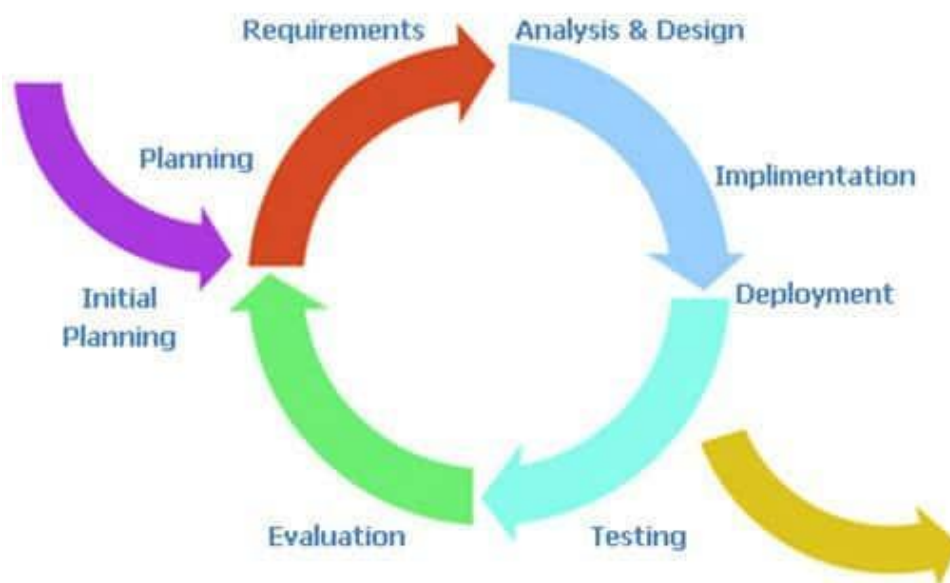 Requirements
Analysis & Design
Planning
Implimentation
Initial
Planning
Deployment
Evaluation
Testing